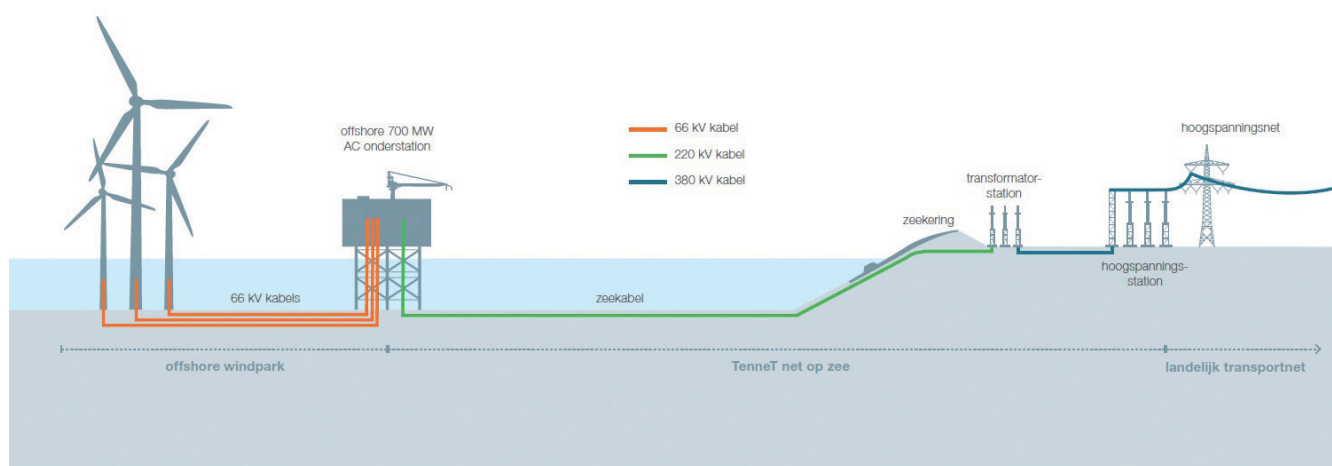 offshore 700 MW
AC onderstation
66 kV kabel
220 kV kabel
380 kV kabel
hoogspanningsnet
transformator-
station
zeekering
hoogspannings-
station
66 kV kabels
zeekabel
offshore windpark
TenneT net op zee
landelijk transportnet